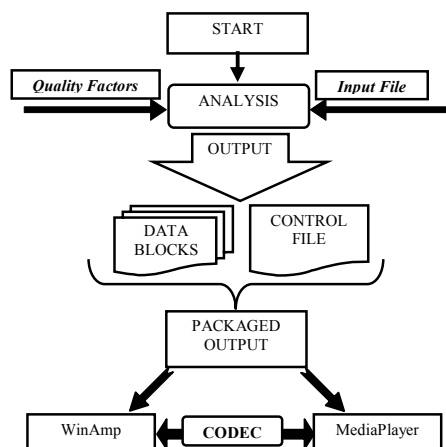 START
Quality Factors
Input File
ANALYSIS
OUTPUT
DATA
BLOCKS
CONTROL
FILE
PACKAGED
OUTPUT
WinAmp
CODEC
MediaPlayer